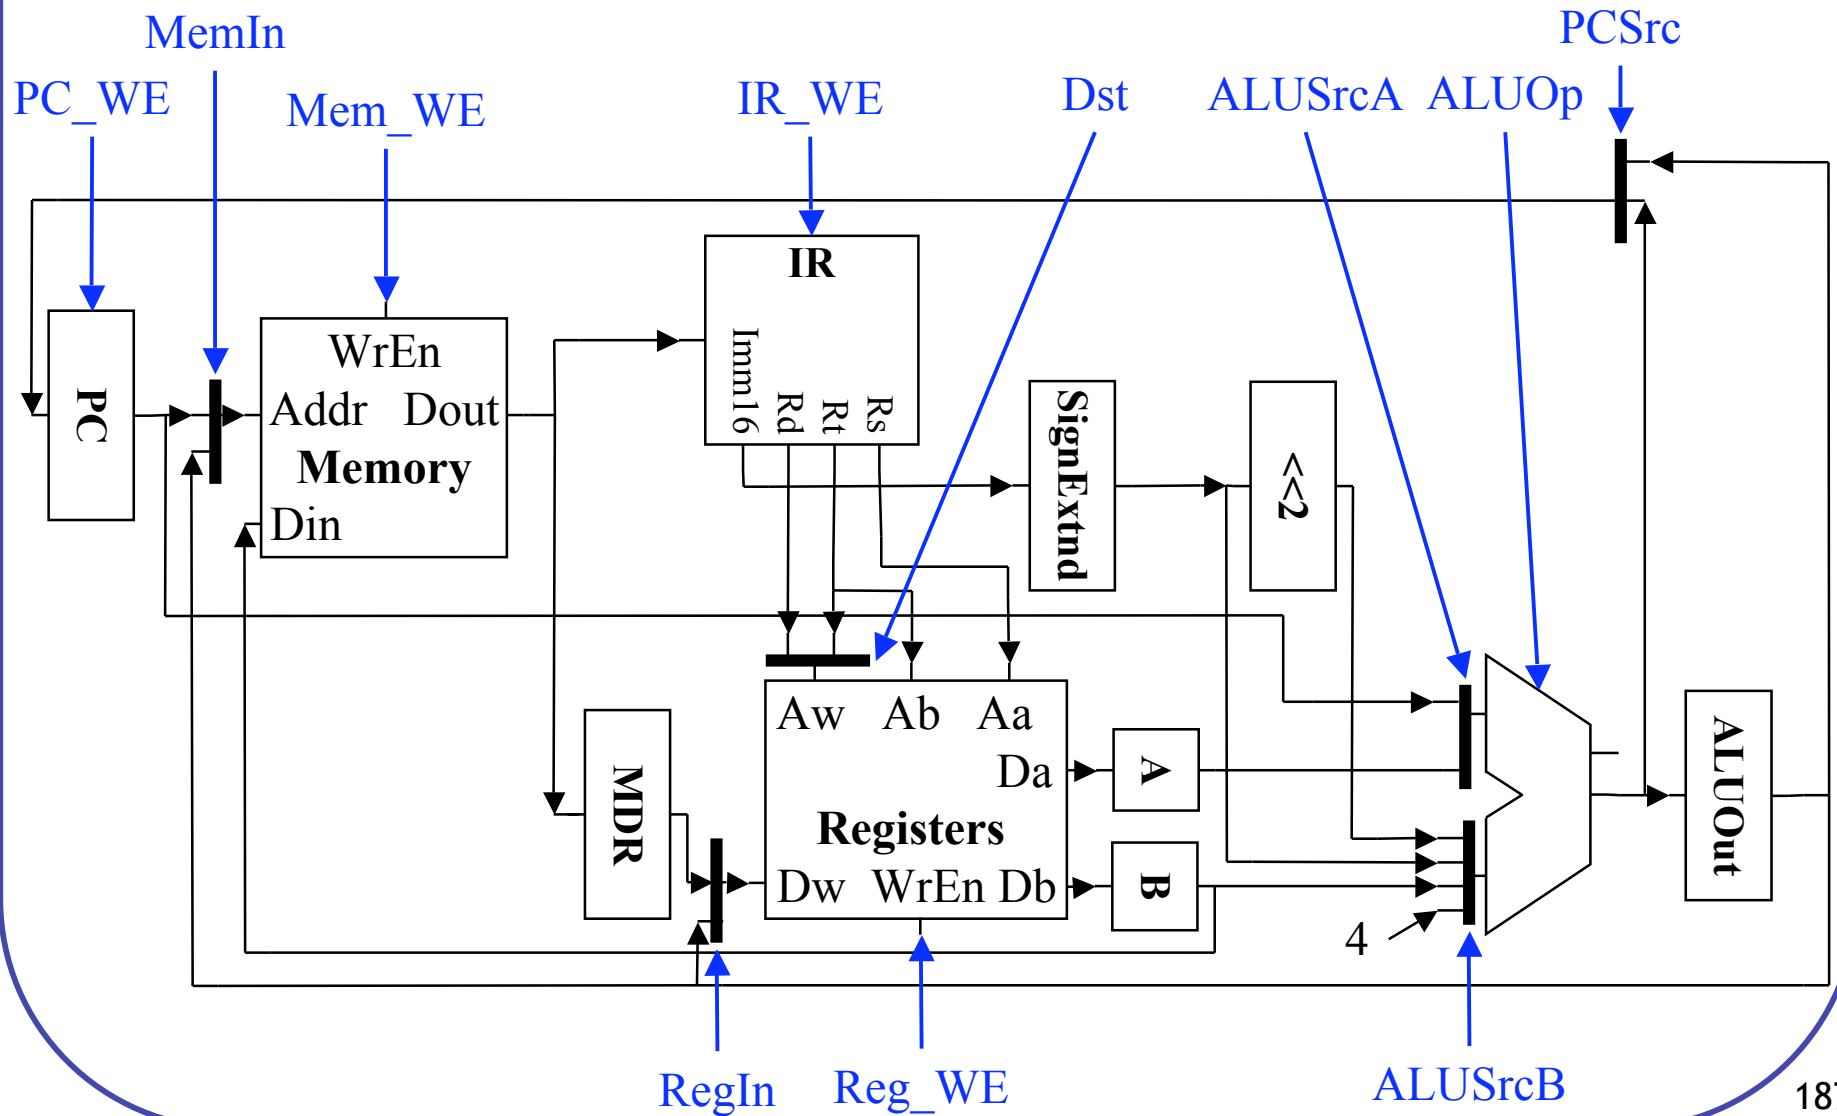 MemIn
PCSrc
PC_WE
Mem_WE
IR_WE
Dst
ALUSrcA
ALUOp
IR
Imm16
Rd
Rt
Rs
PC
WrEn
Addr Dout
Memory
Din
SignExtnd
<<2
Aw Ab Aa
Da
Registers
Dw WrEn Db
MDR
A
B
4
ALUOut
RegIn
Reg_WE
ALUSrcB